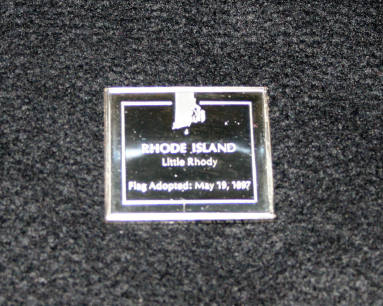 RHODE ISLAND
Little Rhody
Flag Adopted: May 19, 1897